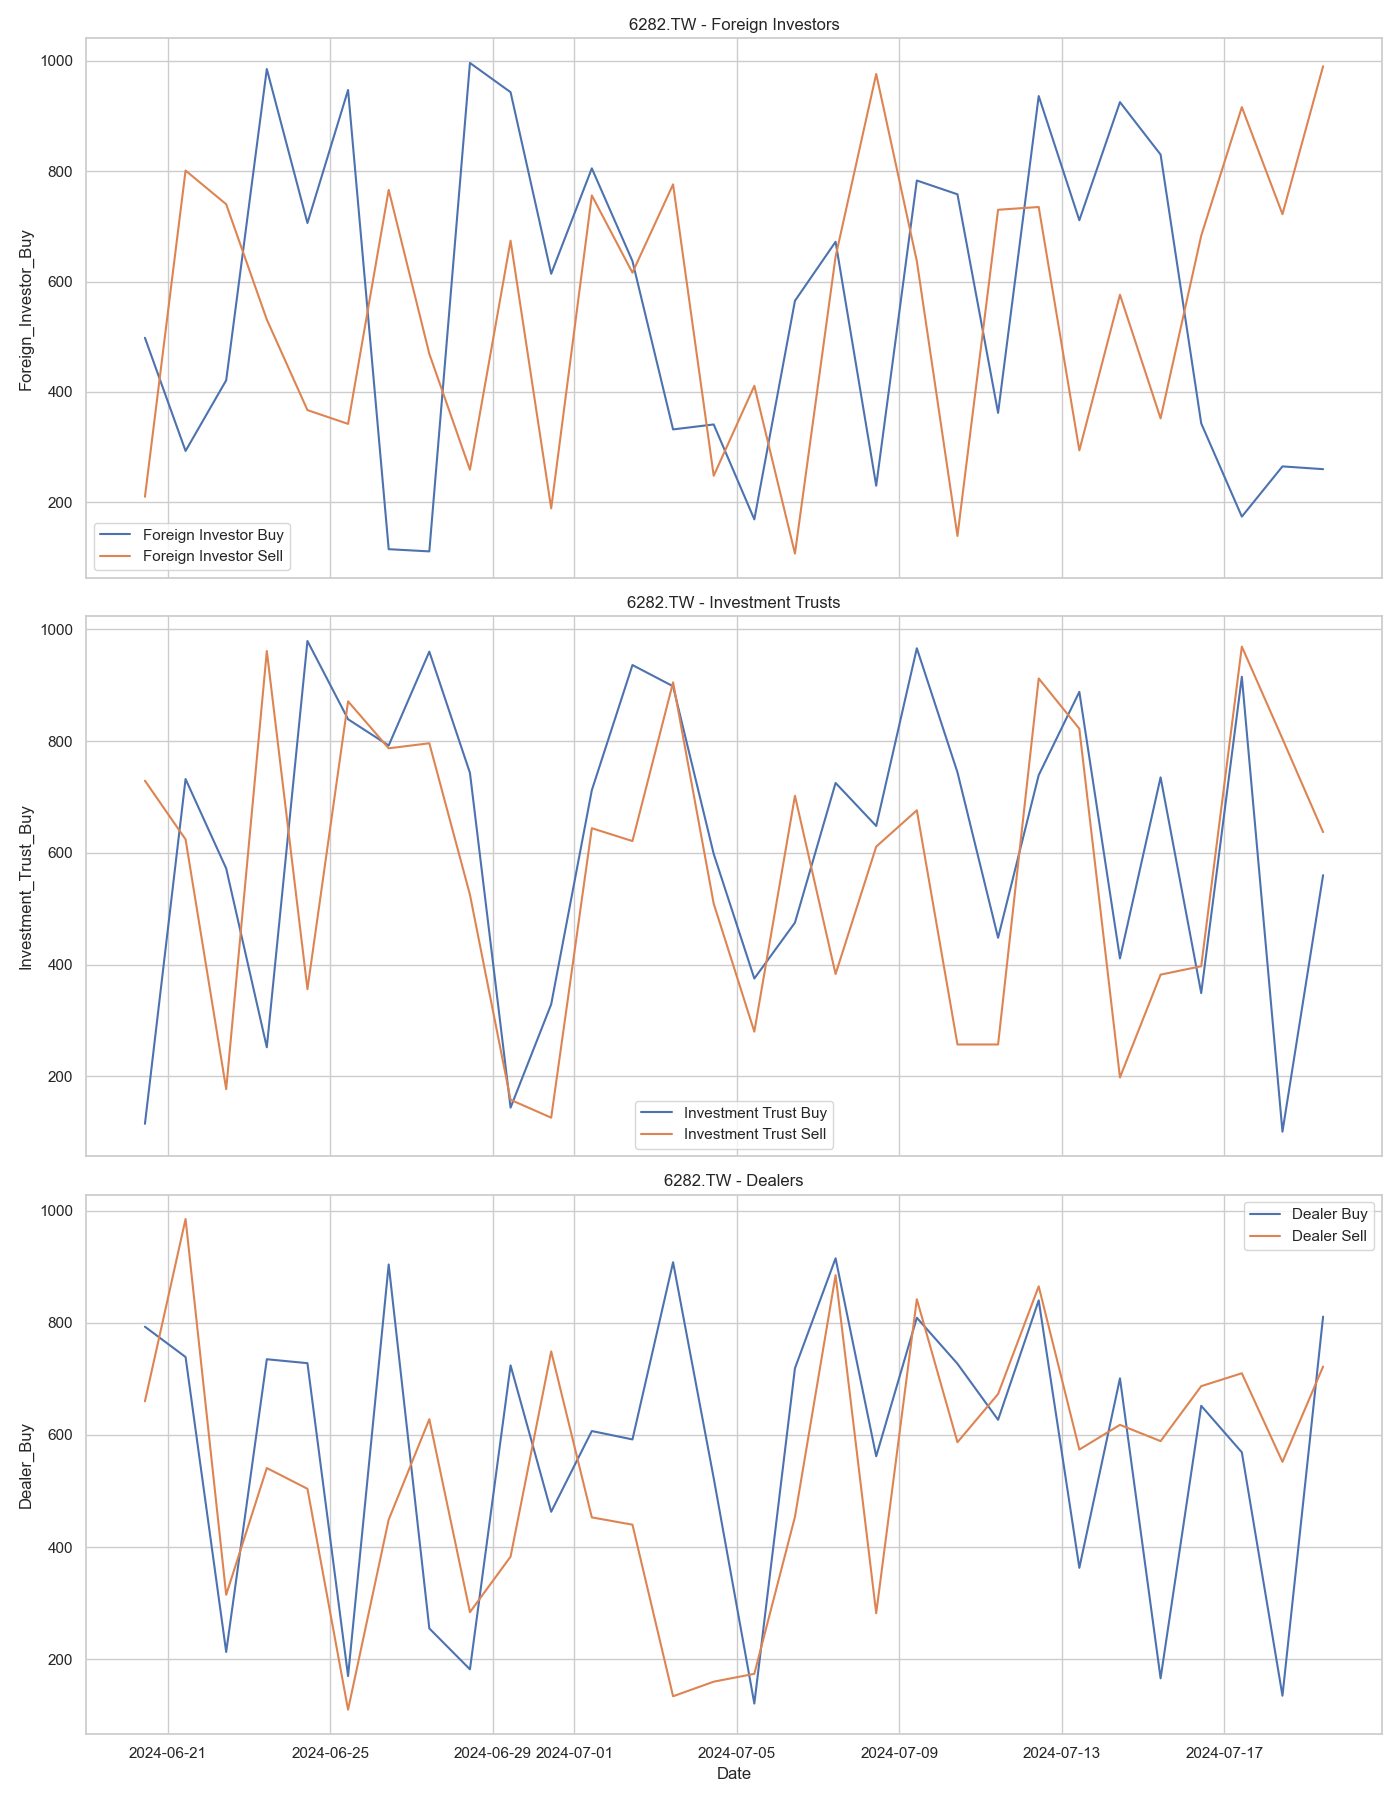 6282.TW - Foreign Investors
1000
800
600
400
200
Foreign_Investor_Buy
Foreign Investor Buy
Foreign Investor Sell
6282.TW - Investment Trusts
1000
800
600
400
200
Investment_Trust_Buy
Investment Trust Buy
Investment Trust Sell
6282.TW - Dealers
1000
800
600
400
200
Dealer_Buy
Dealer Buy
Dealer Sell
2024-06-21 2024-06-25 2024-06-29 2024-07-01 2024-07-05 2024-07-09 2024-07-13 2024-07-17
Date